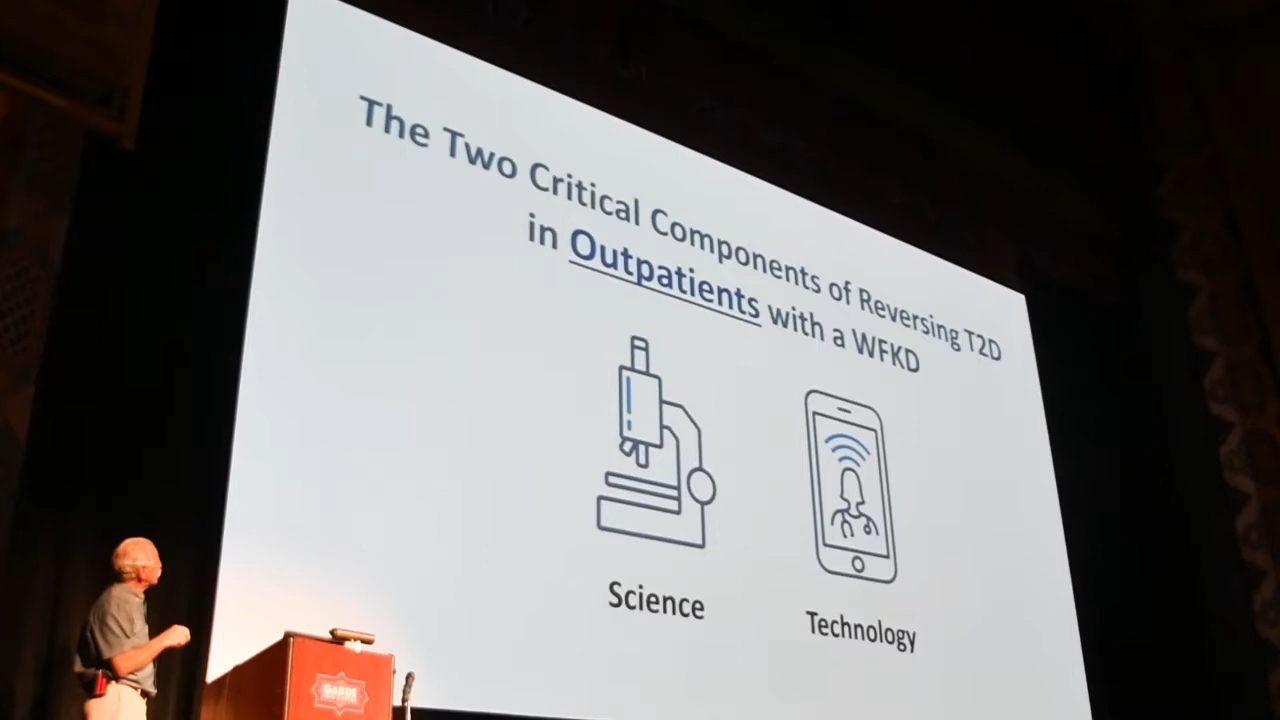 The Two Critical Components of Reversing T2D
in Outpatients with a WFKD
Science
Technology
GARDE